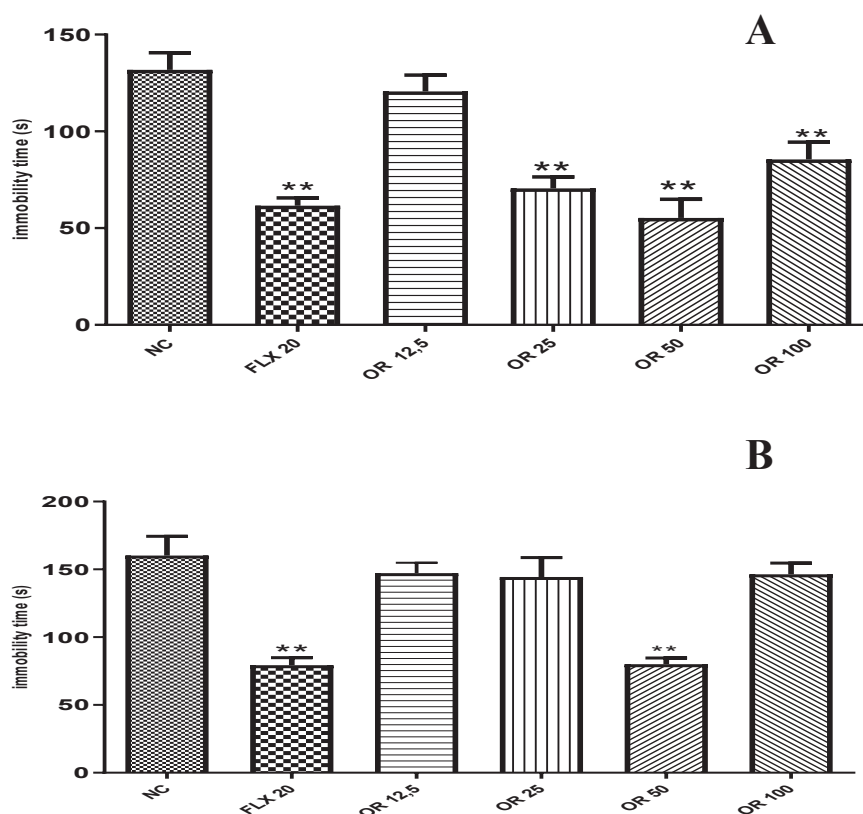 A
150
100
50
0
immobility time (s)
**
**
**
**
NC
FLX 20
OR 12,5
OR 25
OR 50
OR 100
B
200
150
100
50
0
immobility time (s)
**
**
NC
FLX 20
OR 12,5
OR 25
OR 50
OR 100